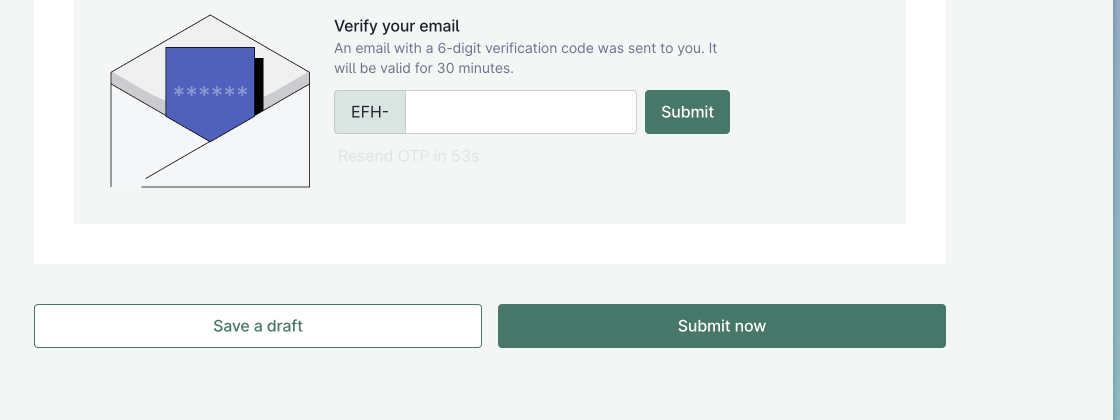 Verify your email
An email with a 6-digit verification code was sent to you. It
will be valid for 30 minutes.
******
EFH-
Submit
Resend OTP in 53s
Save a draft
Submit now